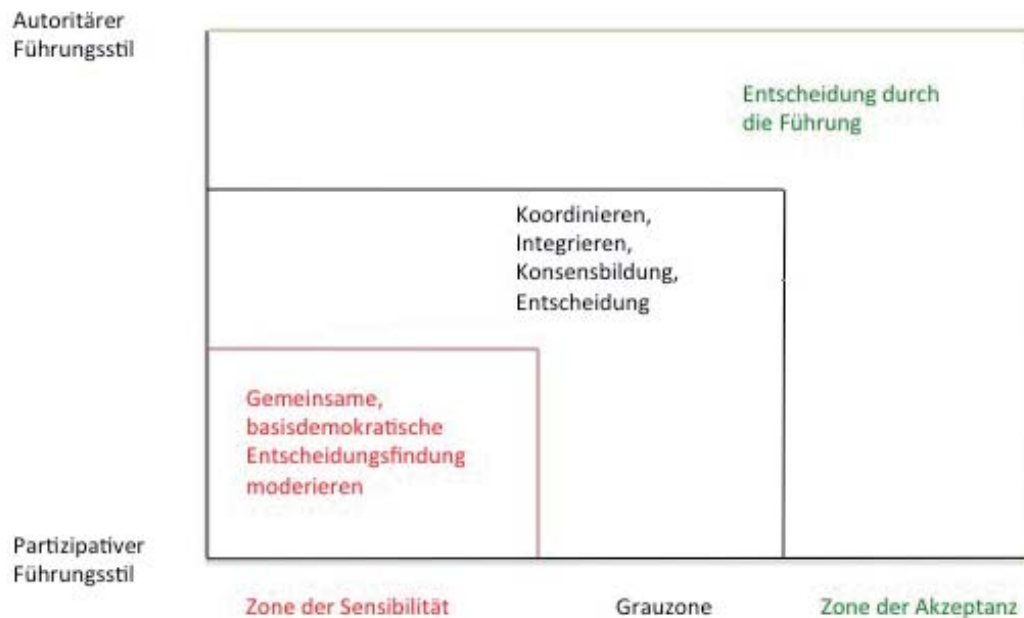 Autoritärer
Führungsstil
Entscheidung durch
die Führung
Koordinieren,
Integrieren,
Konsensbildung,
Entscheidung
Gemeinsame,
basisdemokratische
Entscheidungsfindung
moderieren
Partizipativer
Führungsstil
Zone der Sensibilität
Grauzone
Zone der Akzeptanz